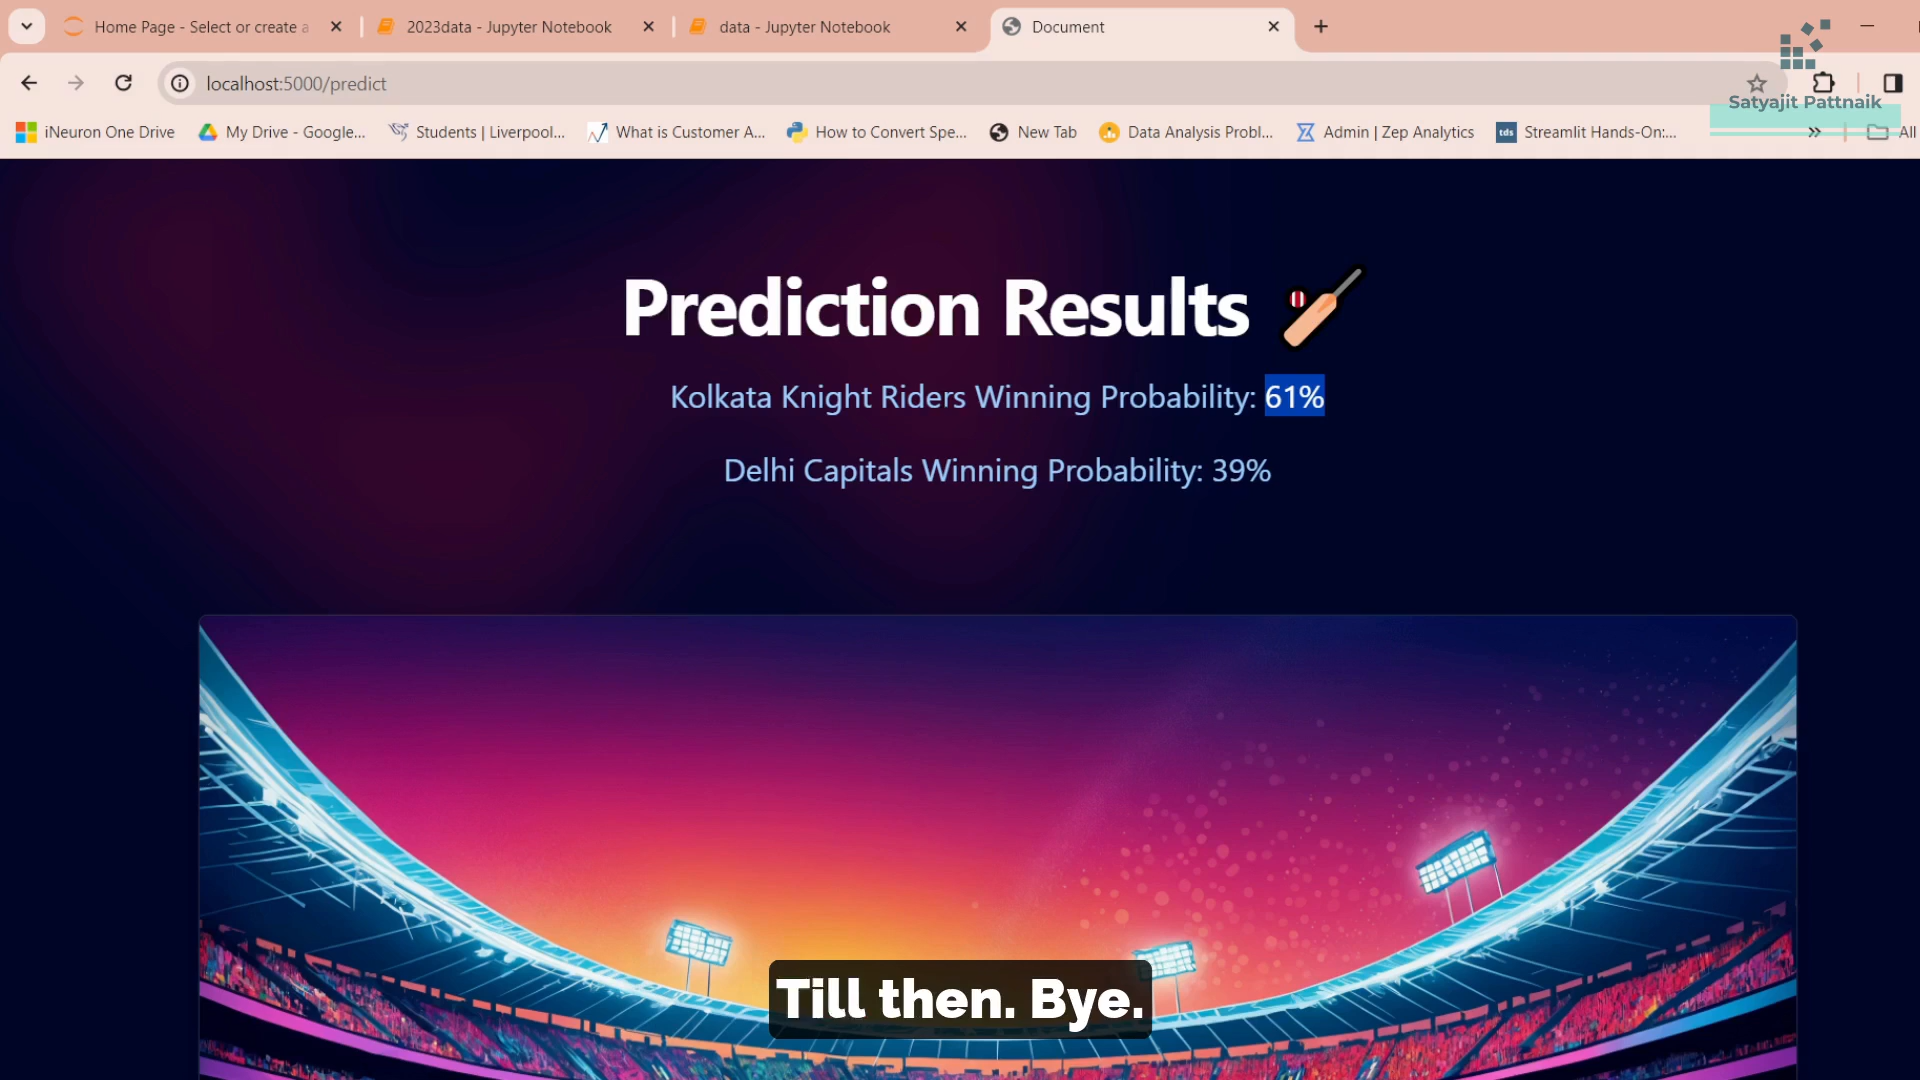 Home Page - Select or create a
2023data - Jupyter Notebook
data - Jupyter Notebook
Document
localhost:5000/predict
Satyajit Pattnaik
iNeuron One Drive
My Drive - Google...
Students | Liverpool...
What is Customer A...
How to Convert Spe...
New Tab
Data Analysis Probl...
Admin | Zep Analytics
tds
Streamlit Hands-On:...
All
Prediction Results
Kolkata Knight Riders Winning Probability: 61%
Delhi Capitals Winning Probability: 39%
Till then. Bye.